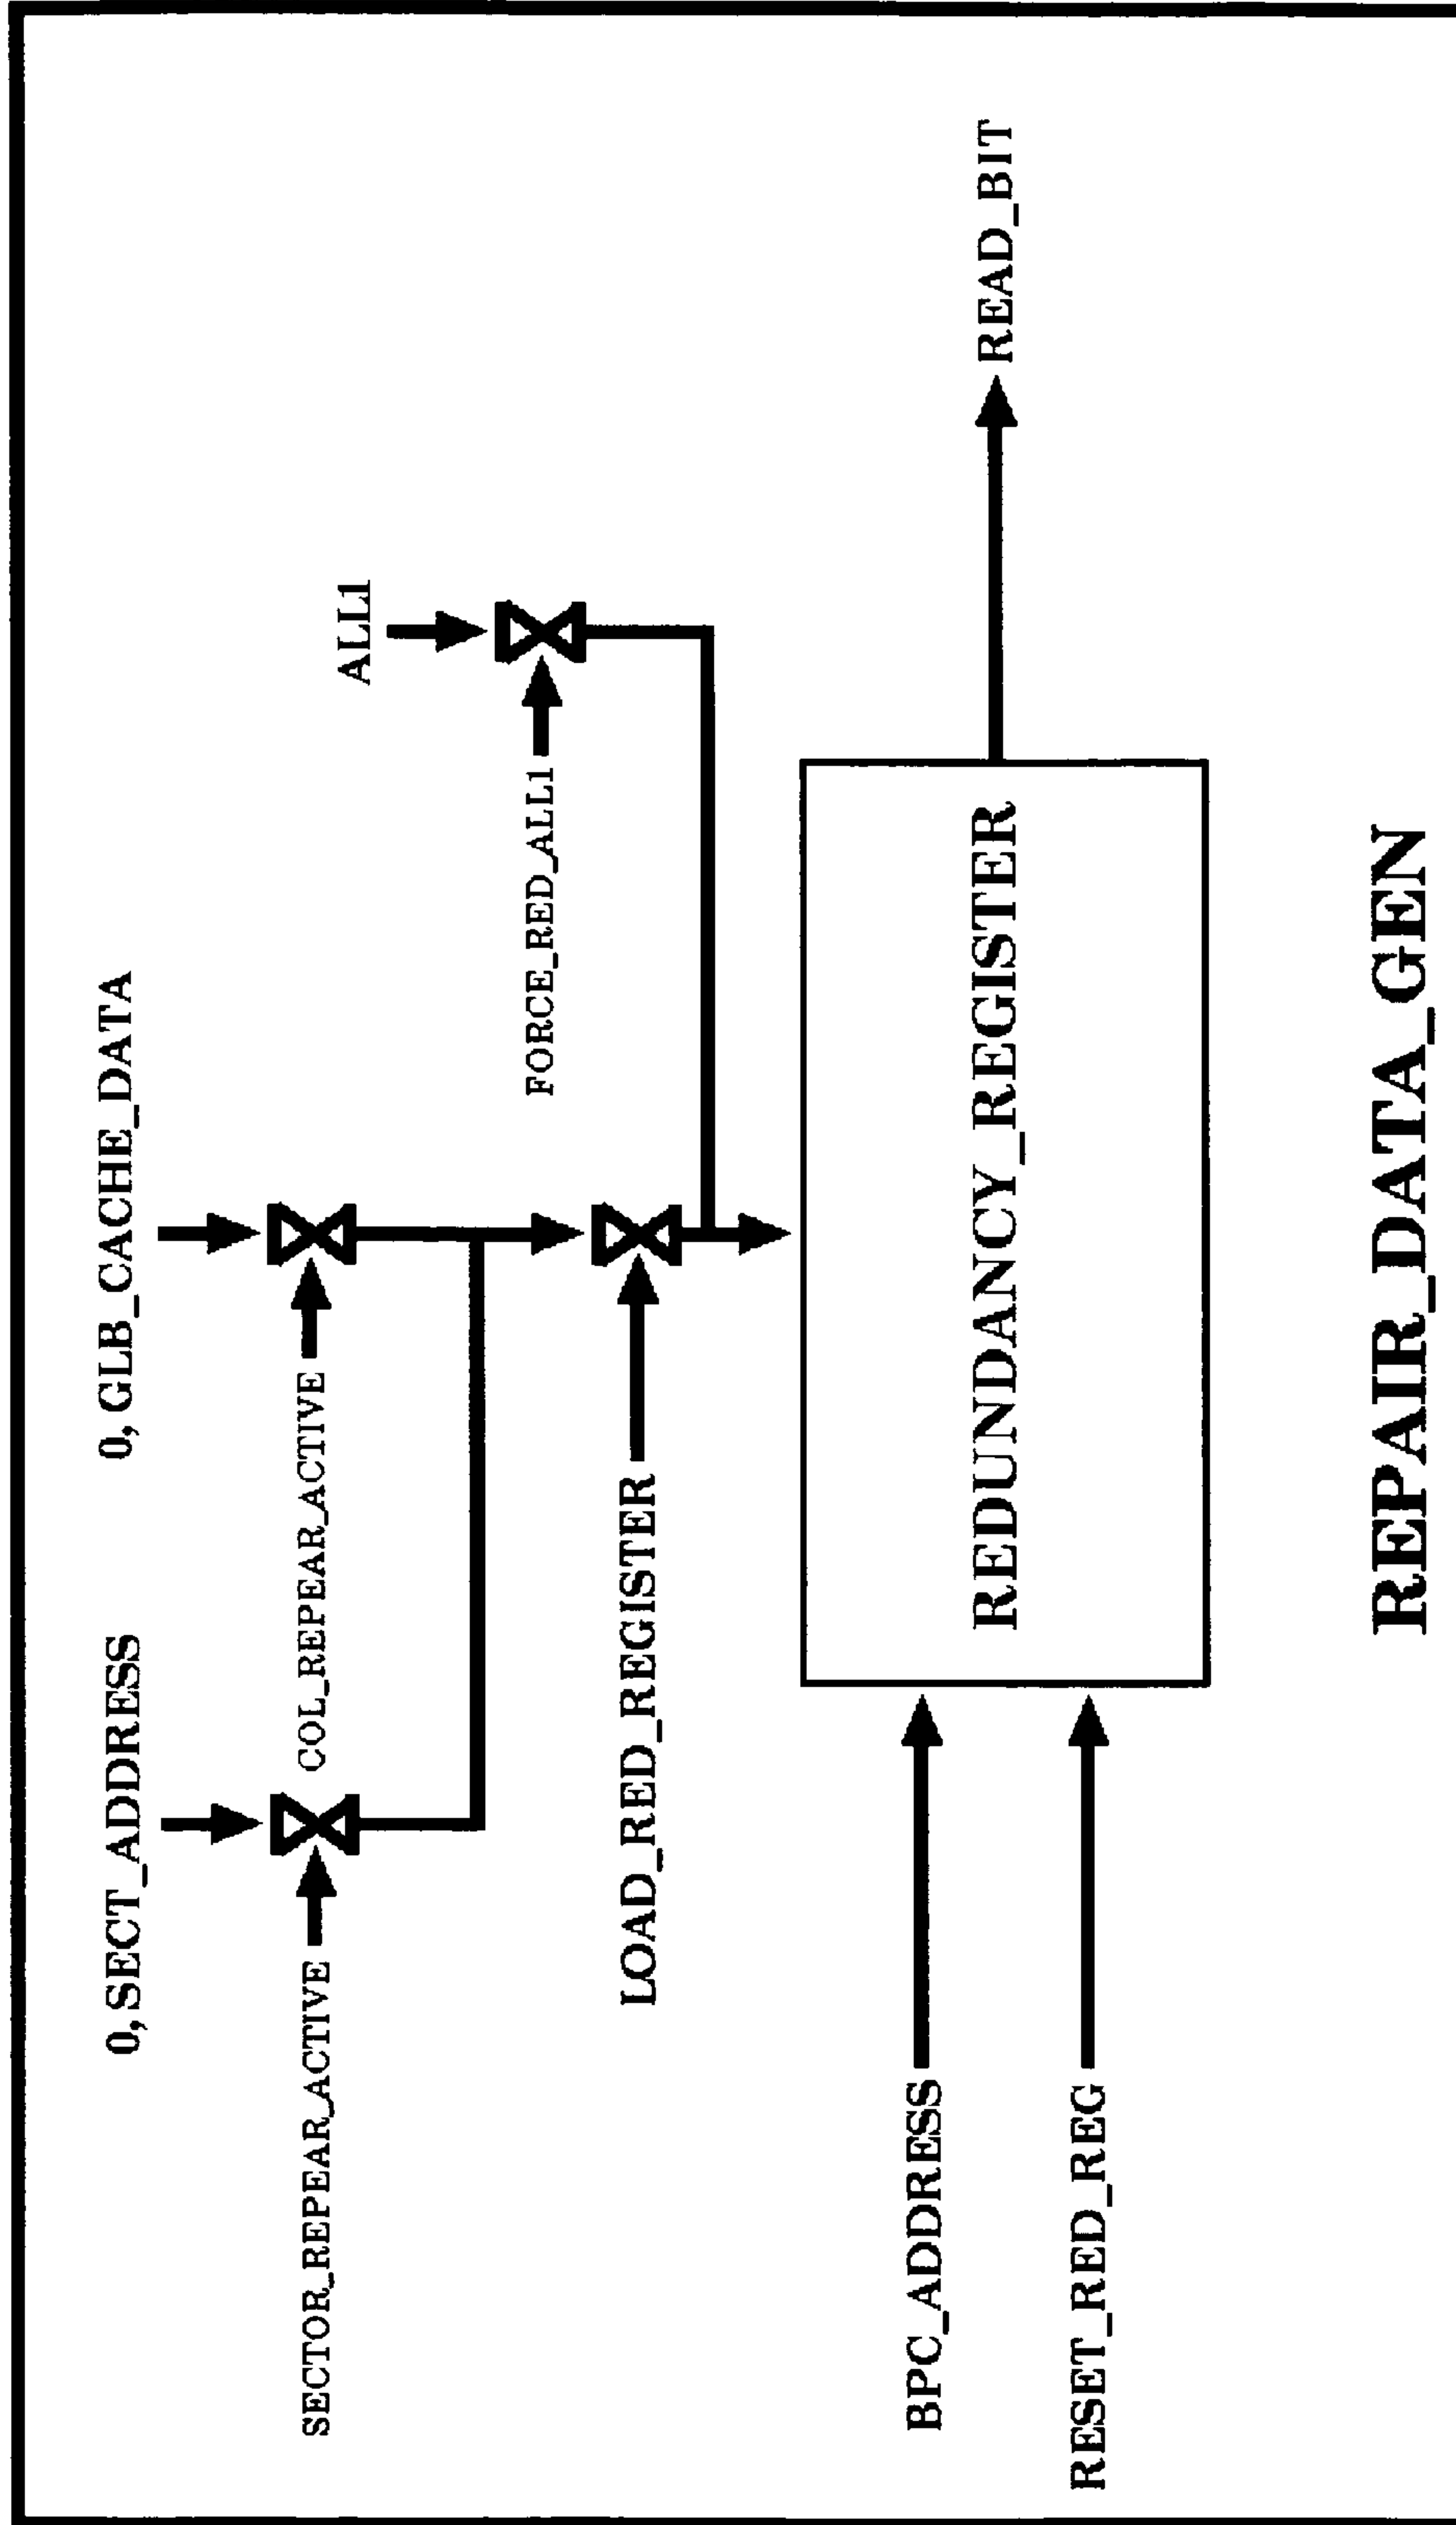 0, SECT_ADDRESS
0, GLB_CACHE_DATA
SECTOR_REPEAR_ACTIVE
COL_REPEAR_ACTIVE
ALL1
FORCE_RED_ALL1
LOAD_RED_REGISTER
BPC_ADDRESS
RESET_RED_REG
REDUNDANCY_REGISTER
READ_BIT
REPAIR_DATA_GEN